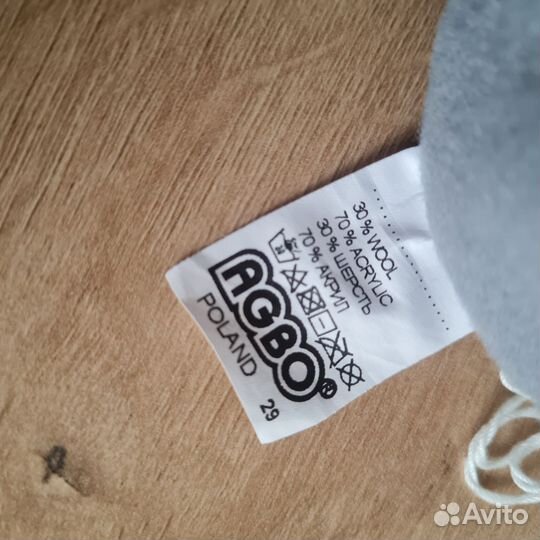 30% WOOL
70% ACRYLIC
30% ШЕРСТЬ
70% АКРИЛ
AGBO®
POLAND
29
Avito